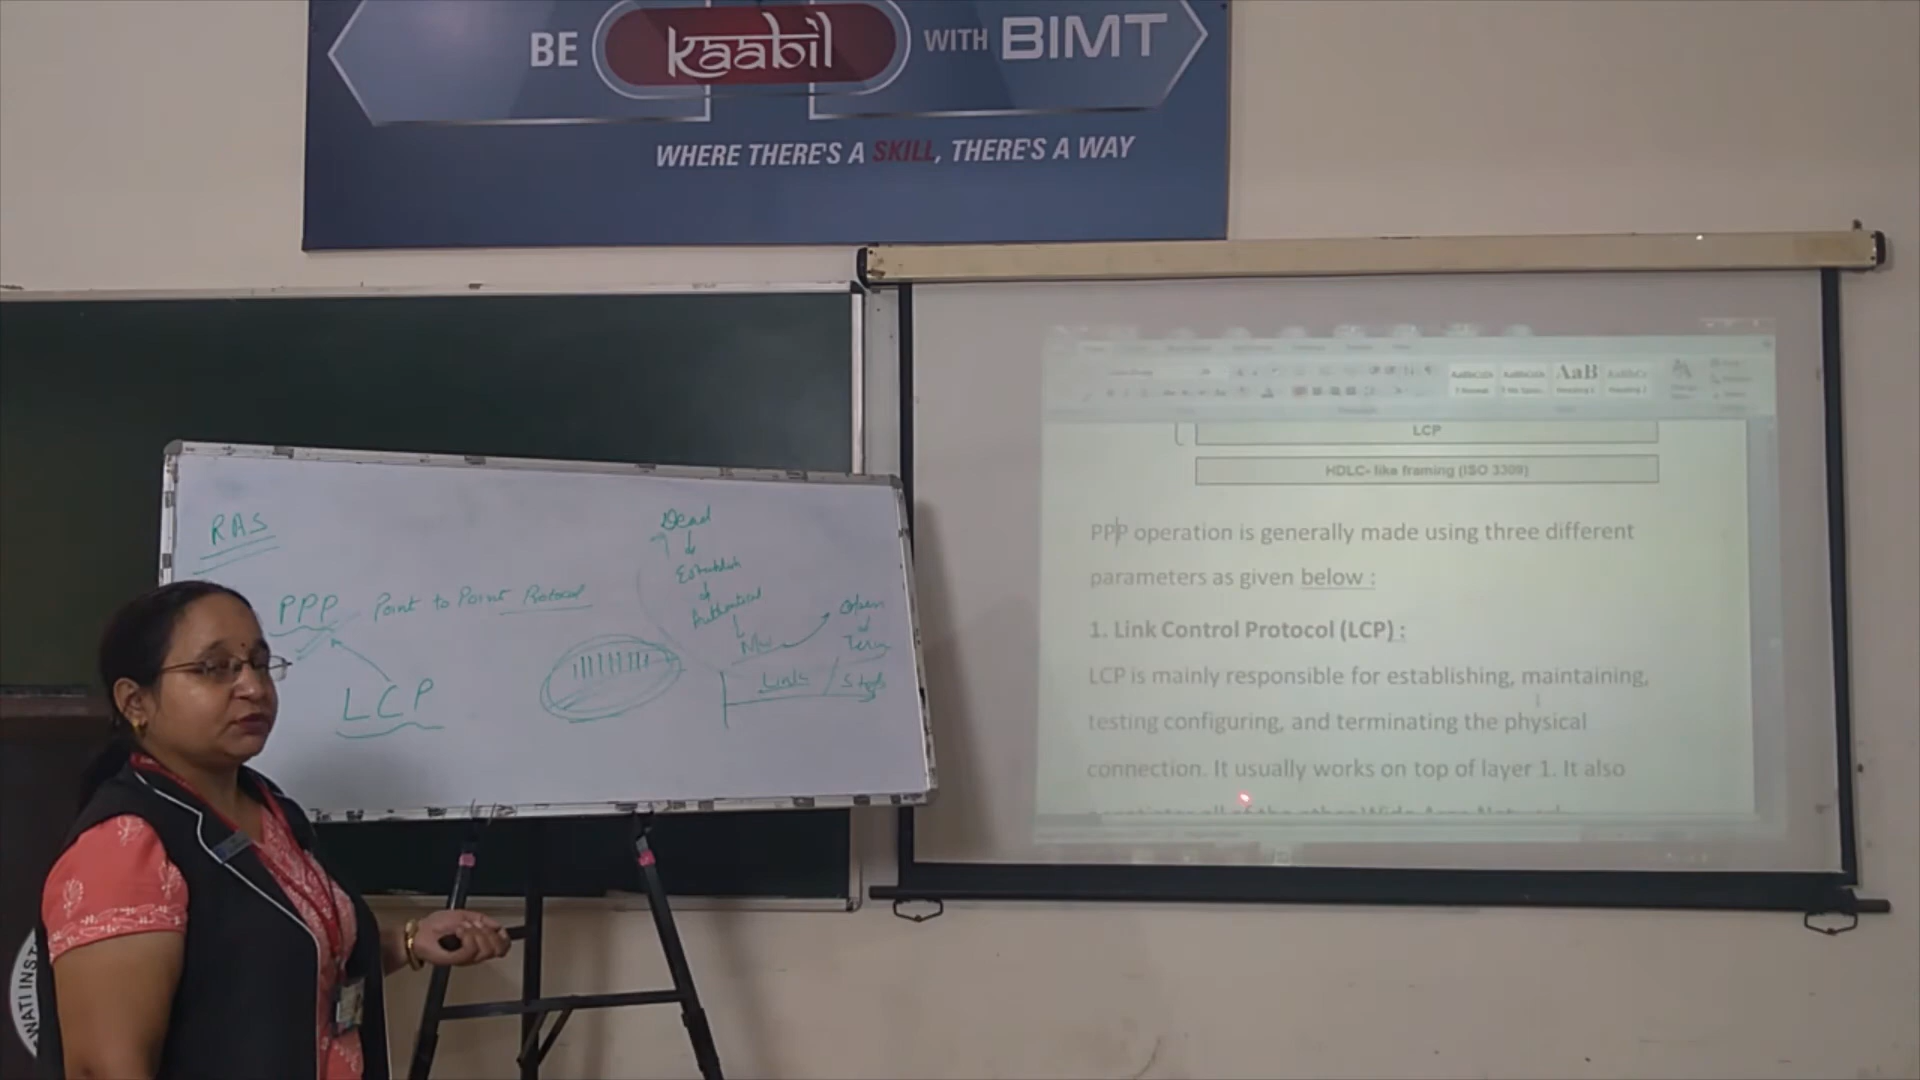 BE kaabil WITH BIMT
WHERE THERE'S A SKILL, THERE'S A WAY
RAS
PPP Point to Point Protocol
LCP
Dead
Establish
N/w
Open
Links
LCP
HDLC- like framing (ISO 3309)
PPP operation is generally made using three different
parameters as given below :
1. Link Control Protocol (LCP) :
LCP is mainly responsible for establishing, maintaining,
testing configuring, and terminating the physical
connection. It usually works on top of layer 1. It also